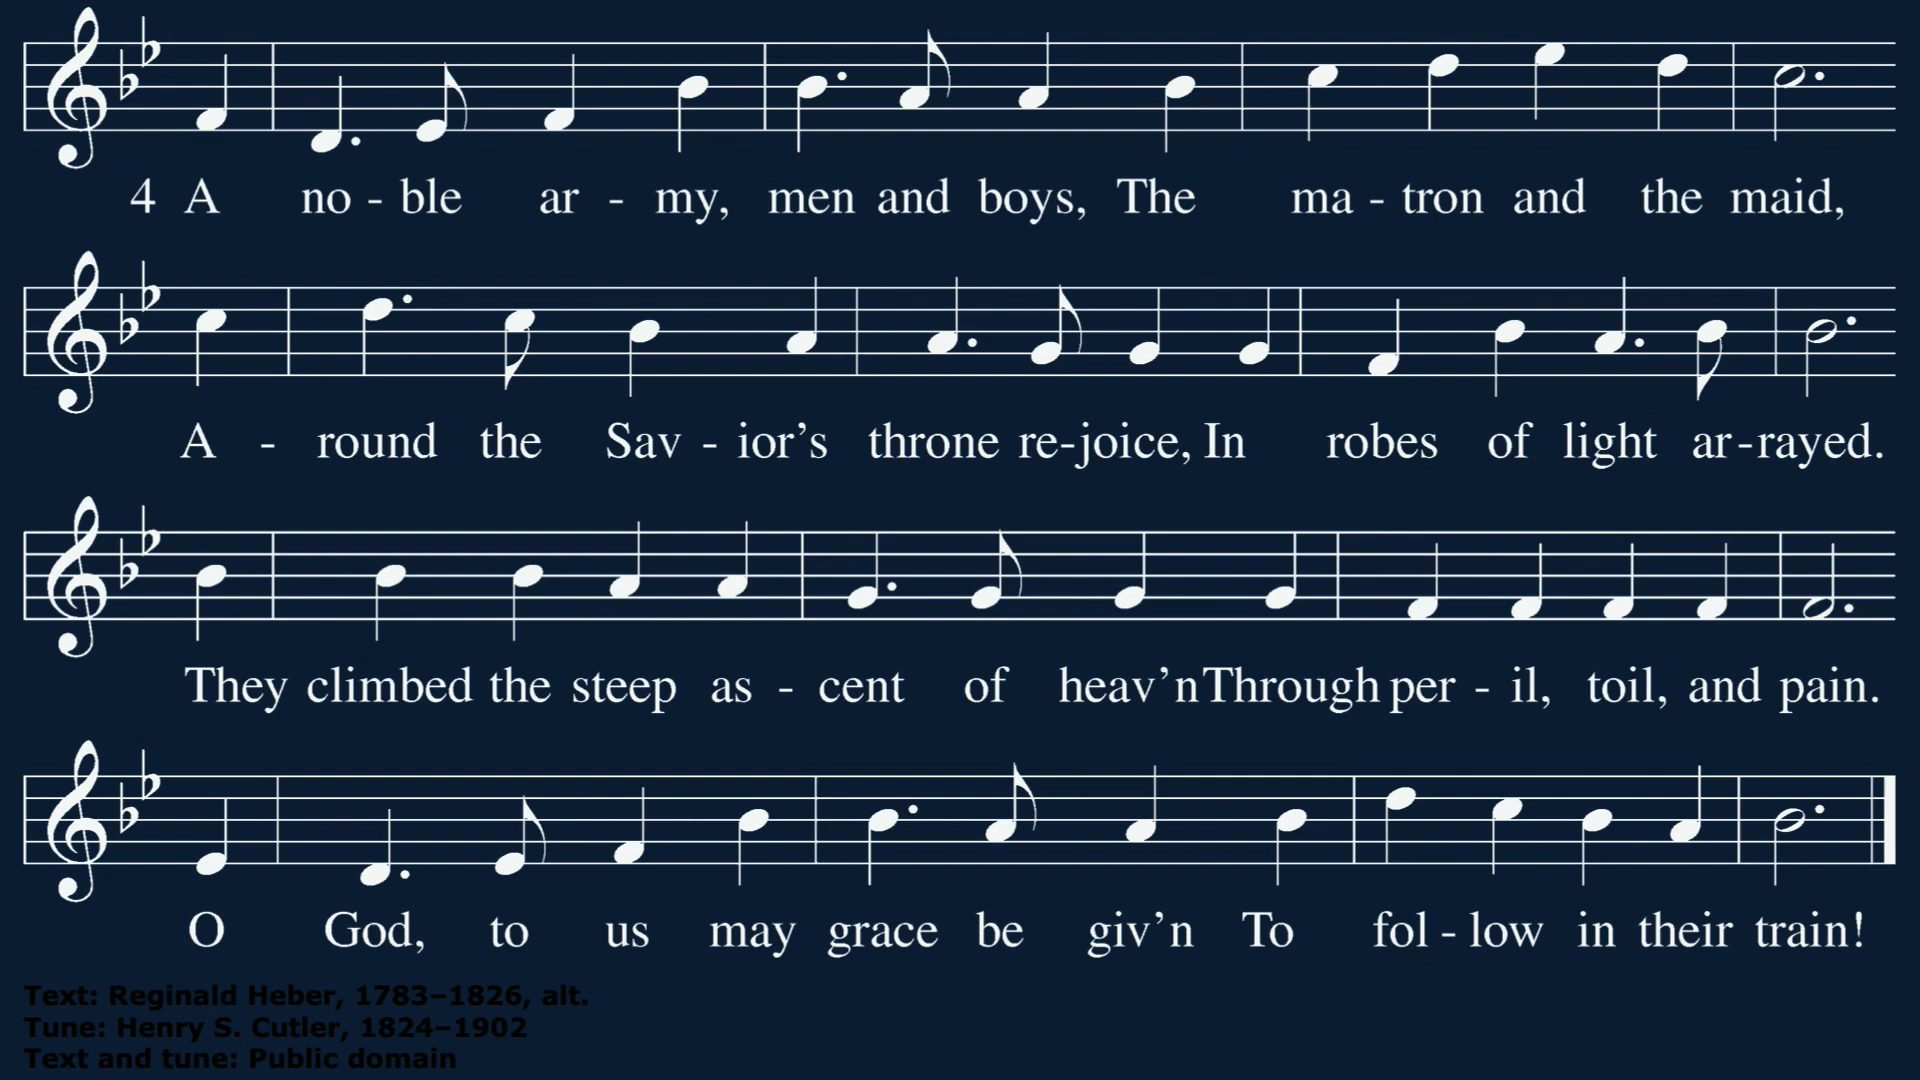 4 A no - ble ar - my, men and boys, The ma - tron and the maid,
A - round the Sav - ior’s throne re-joice, In robes of light ar-rayed.
They climbed the steep as - cent of heav’n Through per - il, toil, and pain.
O God, to us may grace be giv’n To fol - low in their train!
Text: Reginald Heber, 1783–1826, alt.
Tune: Henry S. Cutler, 1824–1902
Text and tune: Public domain